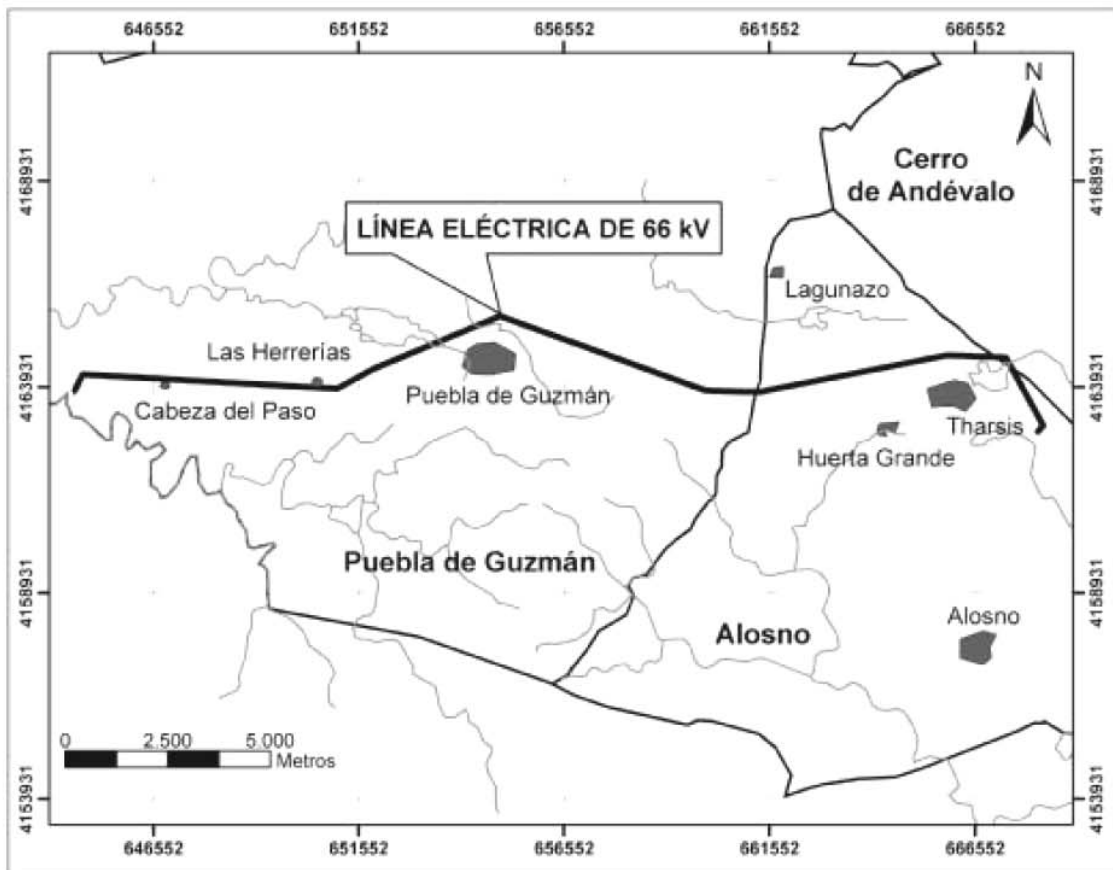 646552 651552 656552 661552 666552
N
4168931
4168931
Cerro
de Andévalo
LÍNEA ELÉCTRICA DE 66 kV
Lagunazo
Las Herrerías
4163931
4163931
Cabeza del Paso
Puebla de Guzmán
Tharsis
Huerta Grande
Puebla de Guzmán
4158931
4158931
Alosno
Alosno
0 2.500 5.000
Metros
4153931
4153931
646552 651552 656552 661552 666552